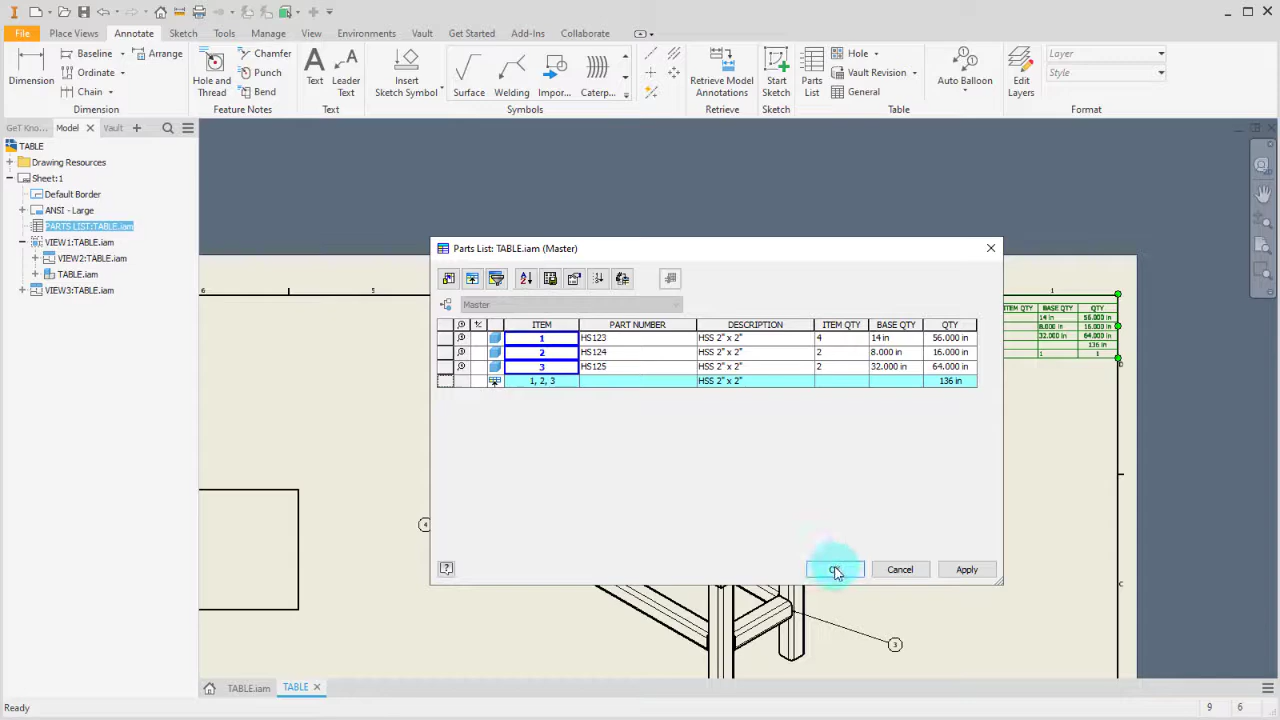 File Place Views Annotate Sketch Tools Manage View Environments Vault Get Started Add-Ins Collaborate
Dimension
Baseline
Ordinate
Chain
Arrange
Dimension
Hole and Thread
Chamfer
Punch
Bend
Feature Notes
Text
Leader Text
Text
Insert Sketch Symbol
Surface
Welding
Impor...
Caterp...
Symbols
Retrieve Model Annotations
Retrieve
Start Sketch
Sketch
Parts List
Hole
Vault Revision
General
Table
Auto Balloon
Edit Layers
Layer
Style
Format
GeT Kno... Model Vault
TABLE
Drawing Resources
Sheet:1
Default Border
ANSI - Large
PARTS LIST:TABLE.iam
VIEW1:TABLE.iam
VIEW2:TABLE.iam
TABLE.iam
VIEW3:TABLE.iam
6 5 1
Parts List: TABLE.iam (Master)
Master
ITEM PART NUMBER DESCRIPTION ITEM QTY BASE QTY QTY
1 HS123 HSS 2" x 2" 4 14 in 56.000 in
2 HS124 HSS 2" x 2" 2 8.000 in 16.000 in
3 HS125 HSS 2" x 2" 2 32.000 in 64.000 in
1, 2, 3 HSS 2" x 2" 136 in
Cancel Apply
ITEM QTY BASE QTY QTY
14 in 56.000 in
8.000 in 16.000 in
32.000 in 64.000 in
136 in
1 1
D
C
4
3
TABLE.iam TABLE
Ready 9 6